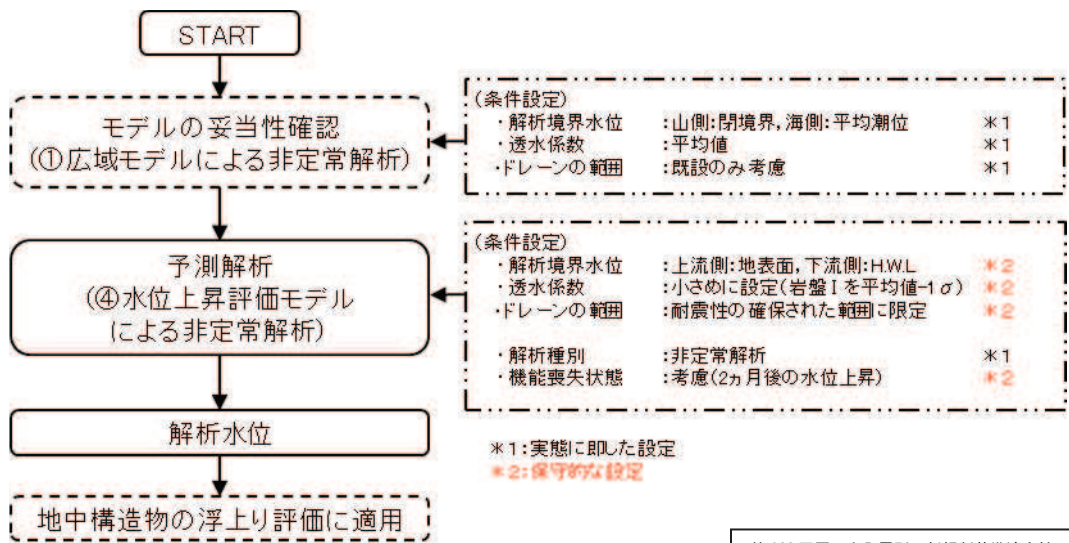 START
モデルの妥当性確認
(①広域モデルによる非定常解析)
(条件設定)
・解析境界水位 :山側:閉境界,海側:平均潮位 *1
・透水係数 :平均値 *1
・ドレーンの範囲 :既設のみ考慮 *1
予測解析
(④水位上昇評価モデル
による非定常解析)
(条件設定)
・解析境界水位 :上流側:地表面,下流側:H.W.L *2
・透水係数 :小さめに設定(岩盤Ⅰを平均値-1σ) *2
・ドレーンの範囲 :耐震性の確保された範囲に限定 *2
・解析種別 :非定常解析 *1
・機能喪失状態 :考慮(2ヵ月後の水位上昇) *2
解析水位
*1:実態に即した設定
*2:保守的な設定
地中構造物の浮上り評価に適用